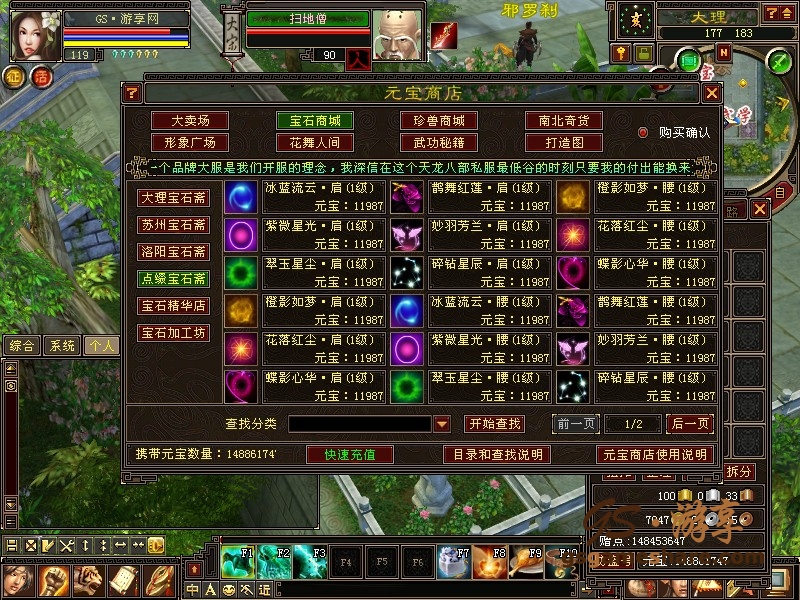 GS·游享网
119
大宗
扫地僧
90
邪罗刹
大理
177 183
元宝商店
大卖场
宝石商城
珍兽商城
南北奇货
形象广场
花舞人间
武功秘籍
打造图
购买确认
一个品牌大服是我们开服的理念，我深信在这个天龙八部私服最低谷的时刻只要我的付出能换来
大理宝石斋
苏州宝石斋
洛阳宝石斋
点缀宝石斋
宝石精华店
宝石加工坊
冰蓝流云·肩(1级)
元宝：11987
鹊舞红莲·肩(1级)
元宝：11987
橙影如梦·腰(1级)
元宝：11987
紫微星光·肩(1级)
元宝：11987
妙羽芳兰·肩(1级)
元宝：11987
花落红尘·腰(1级)
元宝：11987
翠玉星尘·肩(1级)
元宝：11987
碎钻星辰·肩(1级)
元宝：11987
蝶影心华·腰(1级)
元宝：11987
橙影如梦·肩(1级)
元宝：11987
冰蓝流云·腰(1级)
元宝：11987
鹊舞红莲·腰(1级)
元宝：11987
花落红尘·肩(1级)
元宝：11987
紫微星光·腰(1级)
元宝：11987
妙羽芳兰·腰(1级)
元宝：11987
蝶影心华·肩(1级)
元宝：11987
翠玉星尘·腰(1级)
元宝：11987
碎钻星辰·腰(1级)
元宝：11987
查找分类
开始查找
前一页
1/2
后一页
携带元宝数量：14886174
快速充值
目录和查找说明
元宝商店使用说明
综合
系统
个人
拆分
100 0 33
赠点：148453647
GS 游享
F1 F2 F3 F4 F5 F6 F7 F8 F9 F10
中 A 近